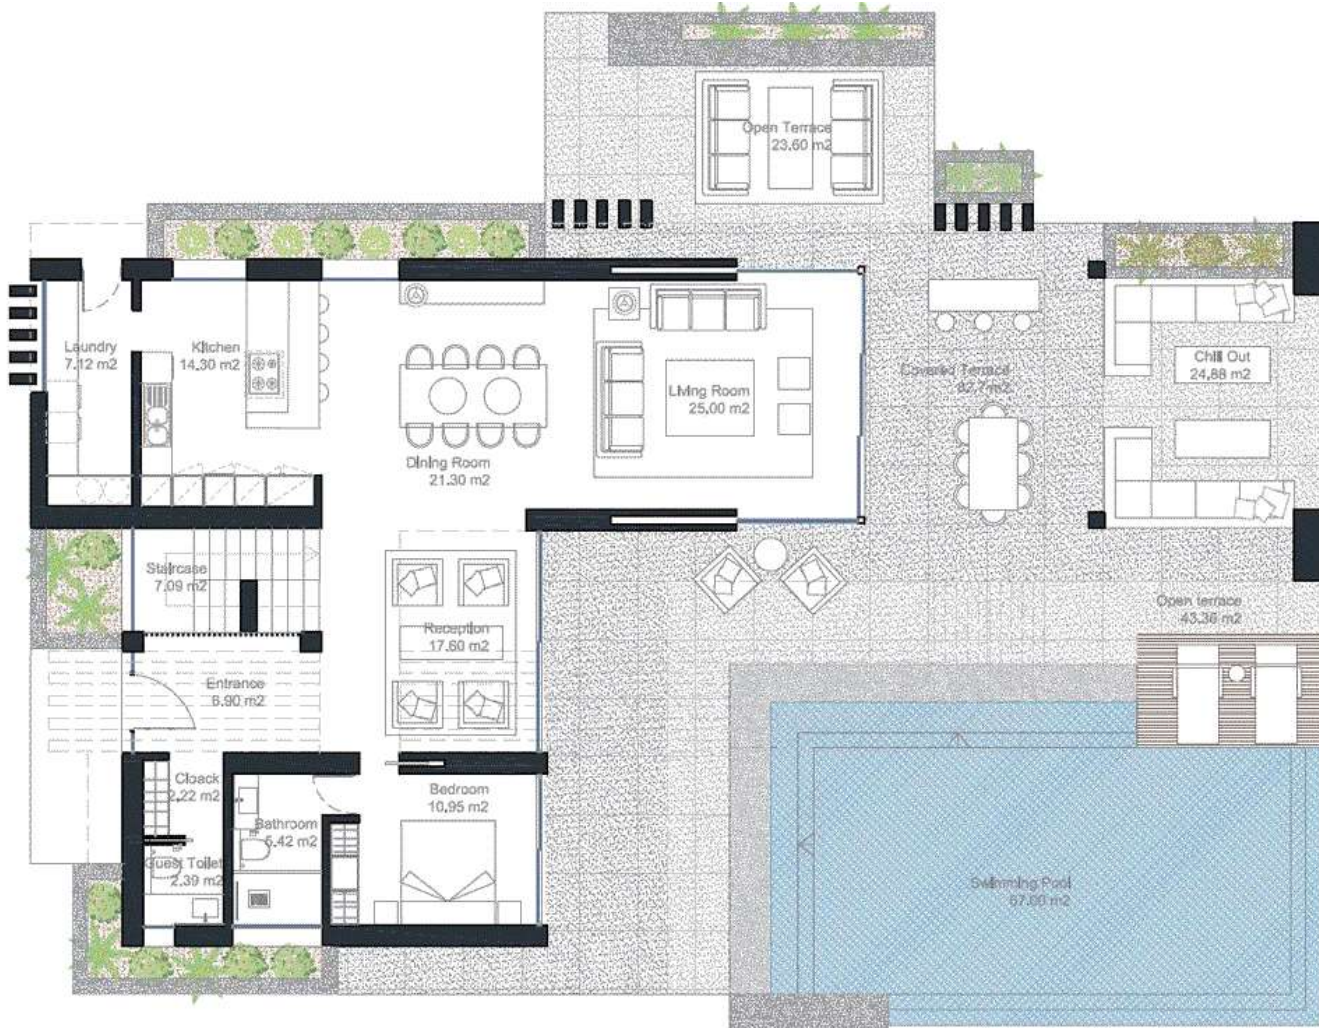 Open Terrace
23.60 m2
Laundry
7.12 m2
Kitchen
14.30 m2
Living Room
25.00 m2
Covered Terrace
Chill Out
24.88 m2
Dining Room
21.30 m2
Staircase
7.09 m2
Reception
17.60 m2
Open terrace
43.36 m2
Entrance
6.90 m2
Cloack
2.22 m2
Bathroom
5.42 m2
Bedroom
10.95 m2
Guest Toilet
2.39 m2
Swimming Pool
67.00 m2